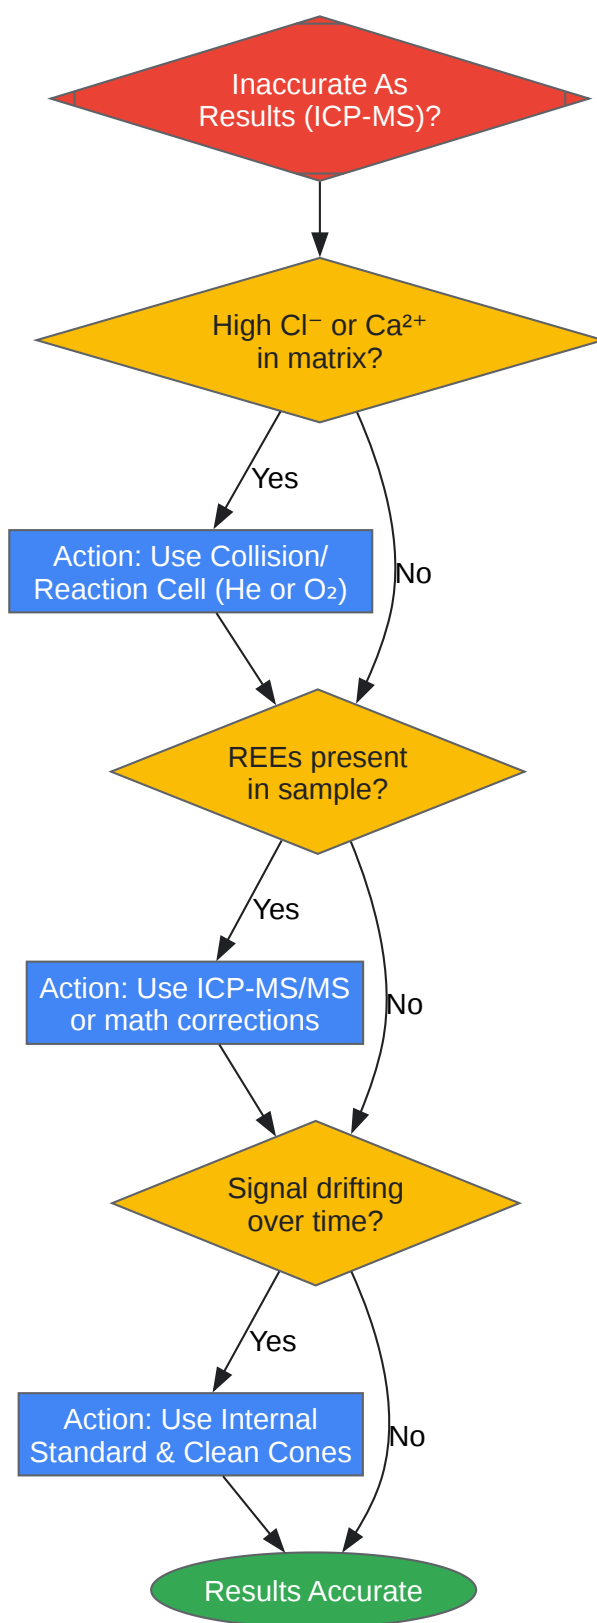 Inaccurate As
Results (ICP-MS)?
High Cl⁻ or Ca²⁺
in matrix?
Yes
Action: Use Collision/
Reaction Cell (He or O₂)
No
REEs present
in sample?
Yes
Action: Use ICP-MS/MS
or math corrections
No
Signal drifting
over time?
Yes
Action: Use Internal
Standard & Clean Cones
No
Results Accurate